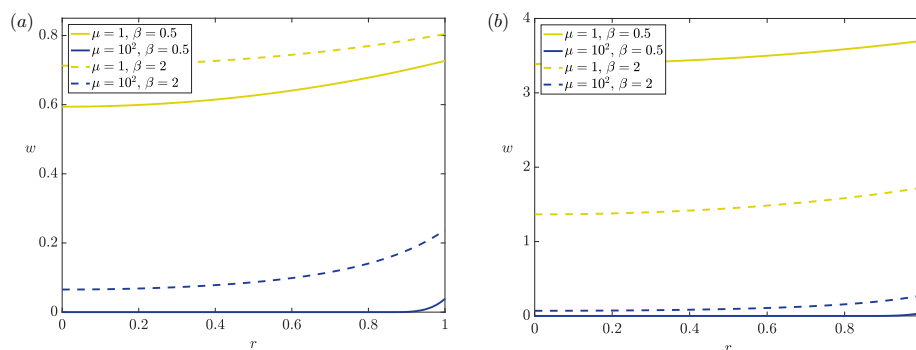 (a)
0.8
μ = 1, β = 0.5
μ = 10², β = 0.5
μ = 1, β = 2
μ = 10², β = 2
0.6
w
0.4
0.2
0
0 0.2 0.4 0.6 0.8 1
r
(b)
4
μ = 1, β = 0.5
μ = 10², β = 0.5
μ = 1, β = 2
μ = 10², β = 2
3
w
2
1
0
0 0.2 0.4 0.6 0.8
r